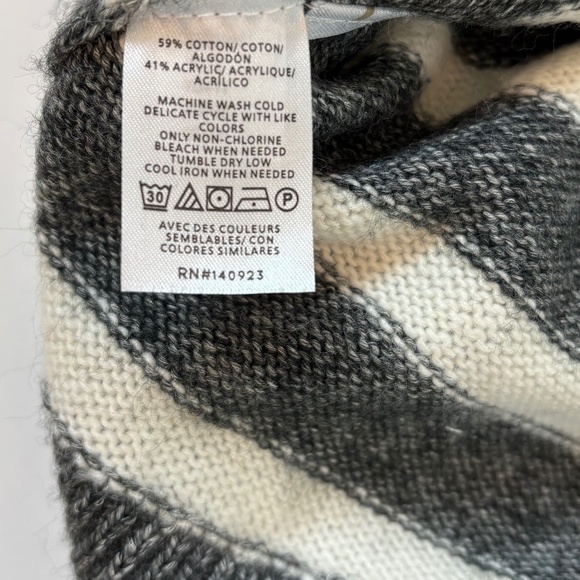 59% COTTON/ COTON/
ALGODÓN
41% ACRYLIC/ ACRYLIQUE/
ACRÍLICO
MACHINE WASH COLD
DELICATE CYCLE WITH LIKE
COLORS
ONLY NON-CHLORINE
BLEACH WHEN NEEDED
TUMBLE DRY LOW
COOL IRON WHEN NEEDED
30 P
AVEC DES COULEURS
SEMBLABLES/ CON
COLORES SIMILARES
RN#140923